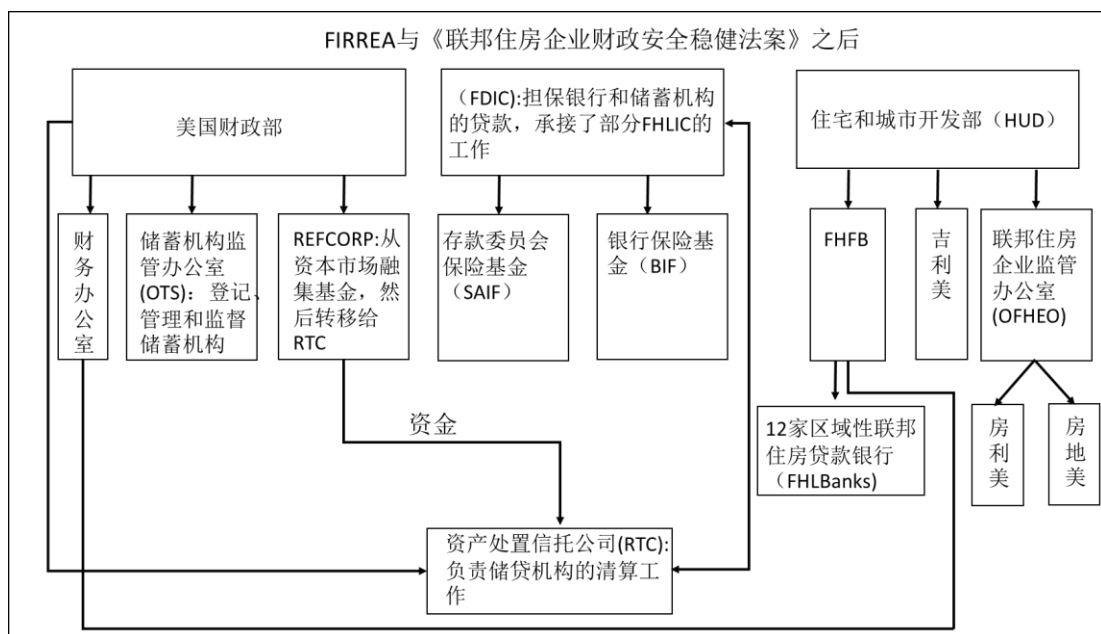 FIRREA与《联邦住房企业财政安全稳健法案》之后
美国财政部
（FDIC):担保银行和储蓄机构
的贷款，承接了部分FHLIC的
工作
住宅和城市开发部（HUD）
财
务
办
公
室
储蓄机构监
管办公室
(OTS)：登记、
管理和监督
储蓄机构
REFCORP:从
资本市场融
集基金，然
后转移给
RTC
存款委员会
保险基金
（SAIF）
银行保险基
金（BIF）
FHFB
吉
利
美
联邦住房
企业监管
办公室
(OFHEO)
资金
12家区域性联邦
住房贷款银行
（FHLBanks)
房
利
美
房
地
美
资产处置信托公司(RTC):
负责储贷机构的清算工
作